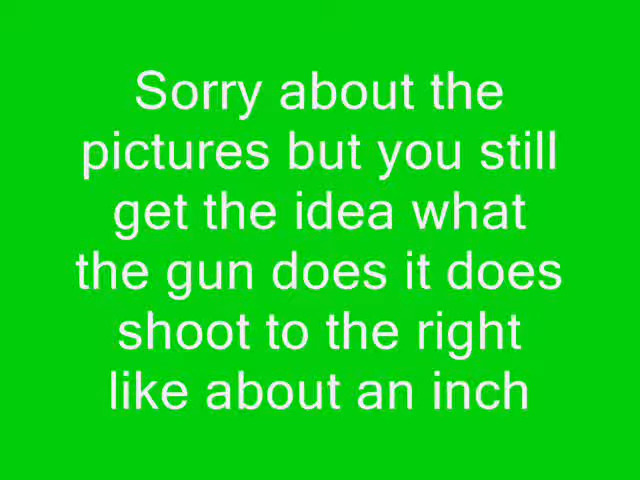 Sorry about the
pictures but you still
get the idea what
the gun does it does
shoot to the right
like about an inch